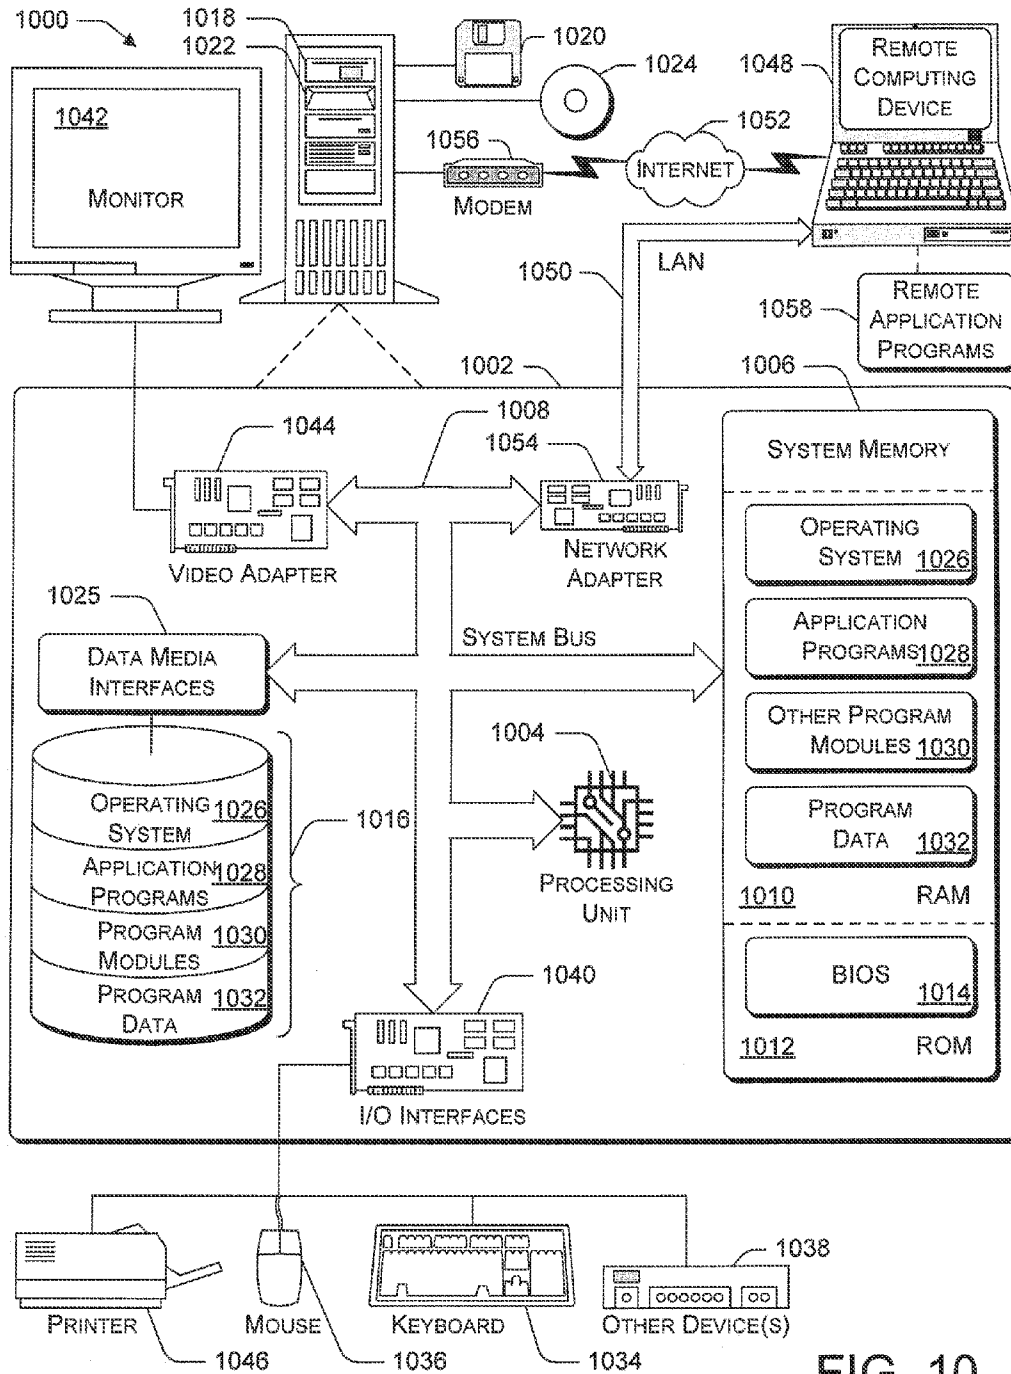 1000
1018
1022
1020
1024
1048
REMOTE
COMPUTING
DEVICE
1042
MONITOR
1056
MODEM
1052
INTERNET
LAN
1050
1058
REMOTE
APPLICATION
PROGRAMS
1002
1006
1044
1008
1054
SYSTEM MEMORY
VIDEO ADAPTER
NETWORK
ADAPTER
OPERATING
SYSTEM 1026
1025
DATA MEDIA
INTERFACES
SYSTEM BUS
APPLICATION
PROGRAMS 1028
OTHER PROGRAM
MODULES 1030
1004
PROCESSING
UNIT
PROGRAM
DATA 1032
1010 RAM
OPERATING 1026
SYSTEM
APPLICATION 1028
PROGRAMS
PROGRAM 1030
MODULES
PROGRAM 1032
DATA
1016
BIOS
1014
1012 ROM
1040
I/O INTERFACES
PRINTER
1046
MOUSE
1036
KEYBOARD
1034
1038
OTHER DEVICE(S)
FIG. 10